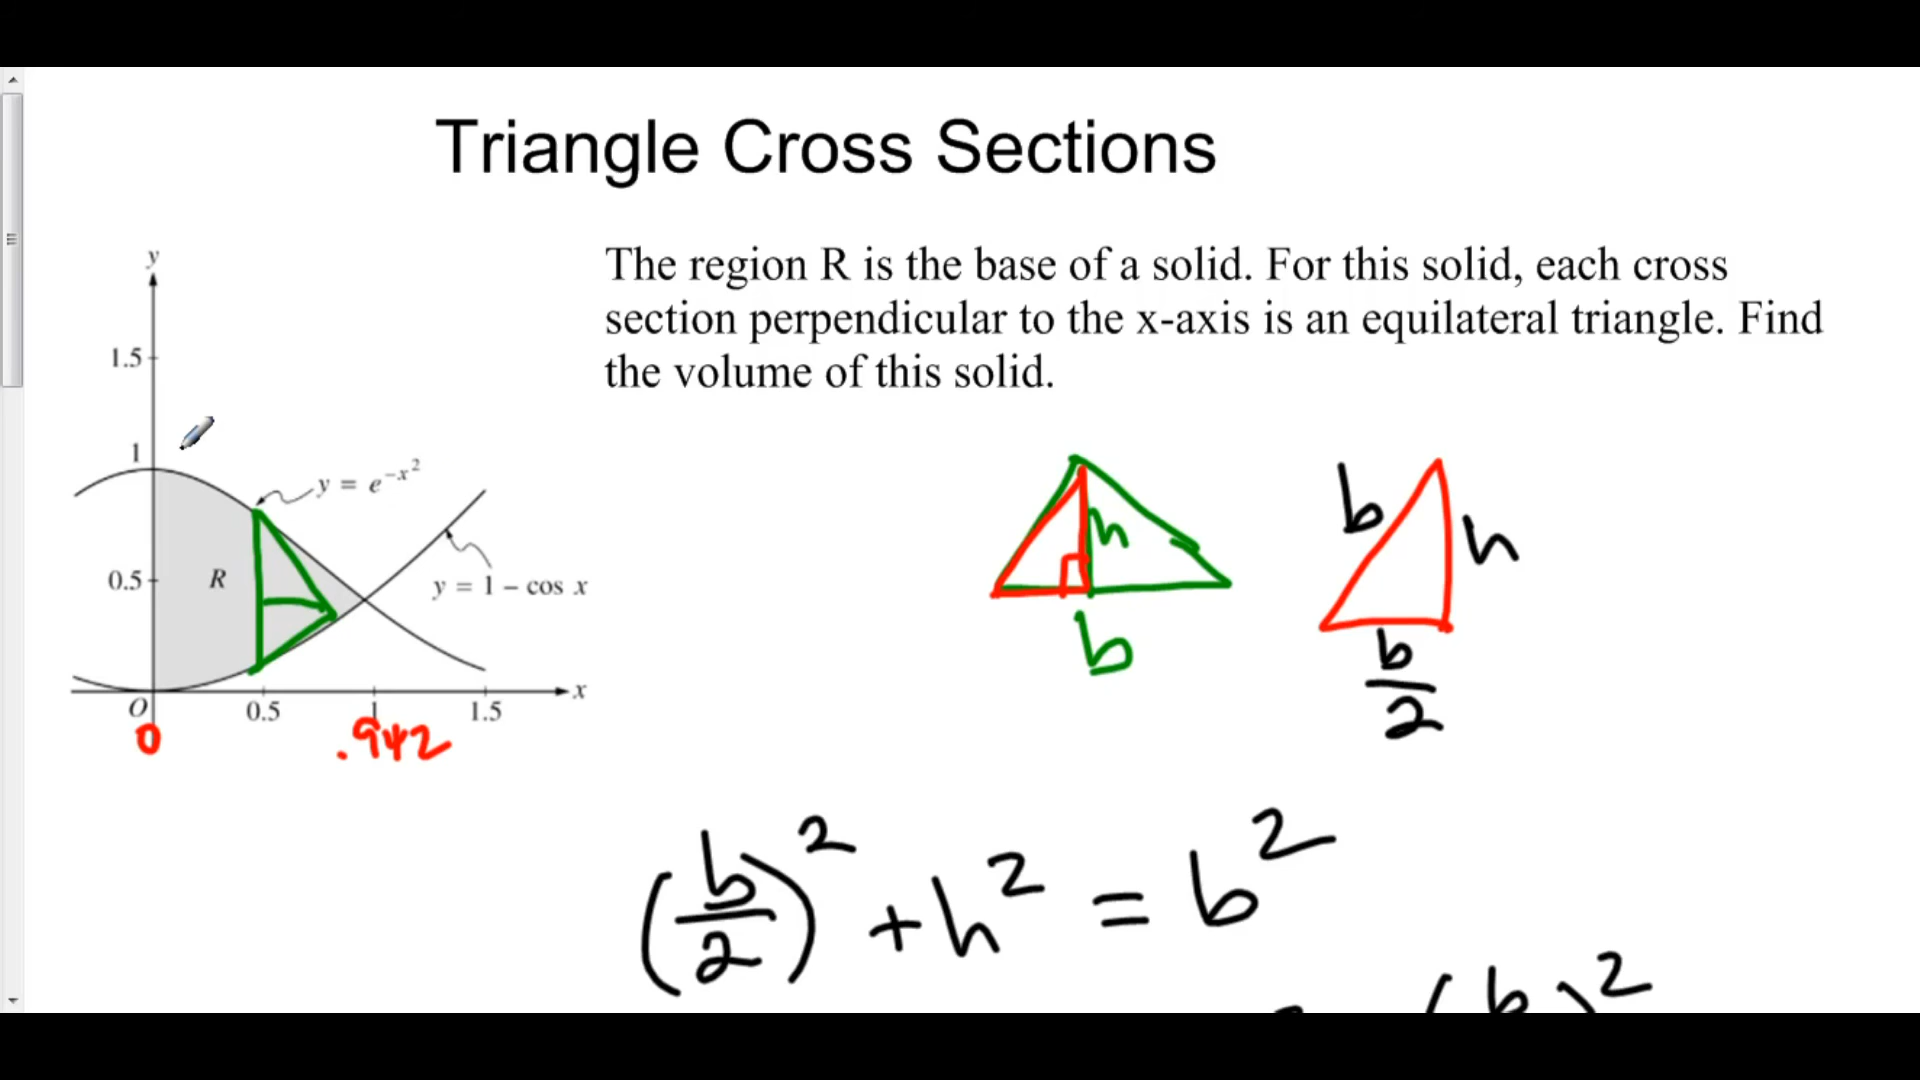 Triangle Cross Sections
The region R is the base of a solid. For this solid, each cross
section perpendicular to the x-axis is an equilateral triangle. Find
the volume of this solid.
y
1.5
1
0.5
R
y = e^{-x^2}
y = 1 – cos x
O
0.5
1
1.5
x
0
.942
h
b
b
h
b/2
(b/2)^2 + h^2 = b^2